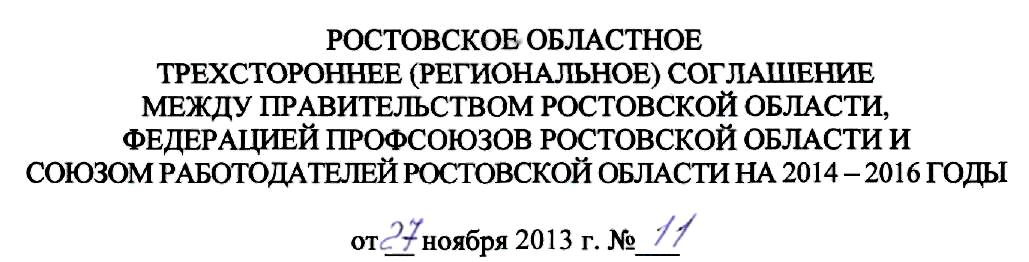 РОСТОВСКОЕ ОБЛАСТНОЕ
ТРЕХСТОРОННЕЕ (РЕГИОНАЛЬНОЕ) СОГЛАШЕНИЕ
МЕЖДУ ПРАВИТЕЛЬСТВОМ РОСТОВСКОЙ ОБЛАСТИ,
ФЕДЕРАЦИЕЙ ПРОФСОЮЗОВ РОСТОВСКОЙ ОБЛАСТИ И
СОЮЗОМ РАБОТОДАТЕЛЕЙ РОСТОВСКОЙ ОБЛАСТИ НА 2014 – 2016 ГОДЫ
от 27 ноября 2013 г. № 11